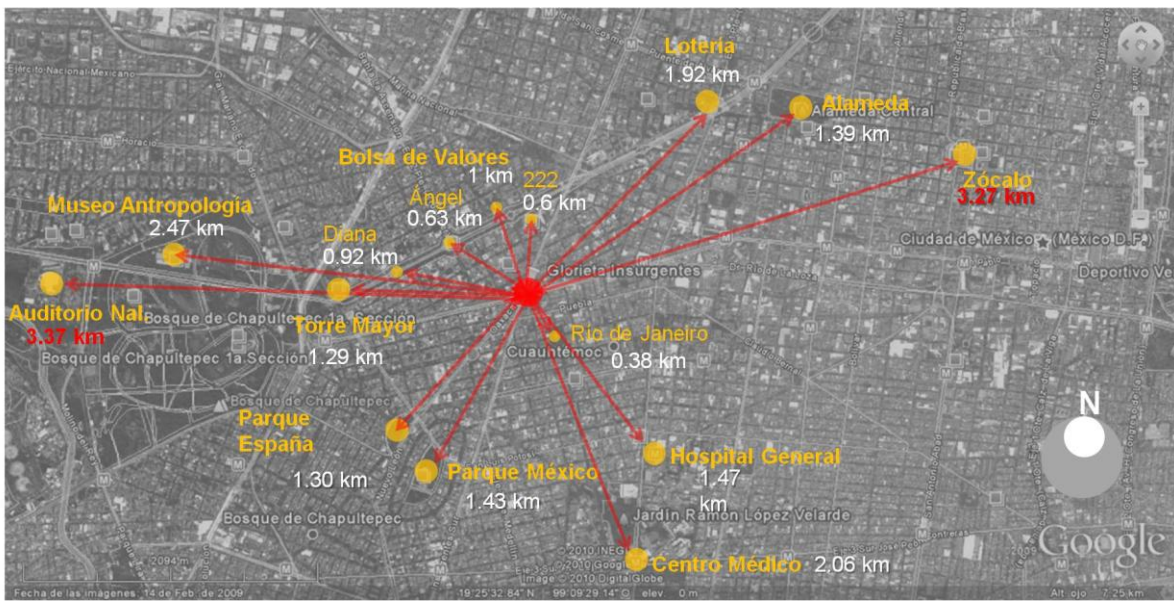 Lotería
1.92 km
Alameda
Alameda Central
1.39 km
Zócalo
3.27 km
Bolsa de Valores
1 km
222
0.6 km
Ángel
0.63 km
Museo Antropología
2.47 km
Diana
0.92 km
Ciudad de México (México D.F.)
Glorieta Insurgentes
Deportivo Ve
Auditorio Nal.
3.37 km
Bosque de Chapultepec 1a. Sección
Torre Mayor
1.29 km
Bosque de Chapultepec 1a Sección
Río de Janeiro
Cuauhtémoc
0.38 km
Puebla
Bosque de Chapultepec
Parque
España
1.30 km
Parque México
1.43 km
Hospital General
1.47
km
N
Bosque de Chapultepec
Jardín Ramón López Velarde
Centro Médico 2.06 km
2094 m
© 2010 INEGI
© 2010 Google
Image © 2010 DigitalGlobe
2009
Google
Fecha de las imágenes: 14 de Feb. de 2009
19°25'32.84" N
99°09'29.14" O
elev. 0 m
Alt. ojo 7.25 km